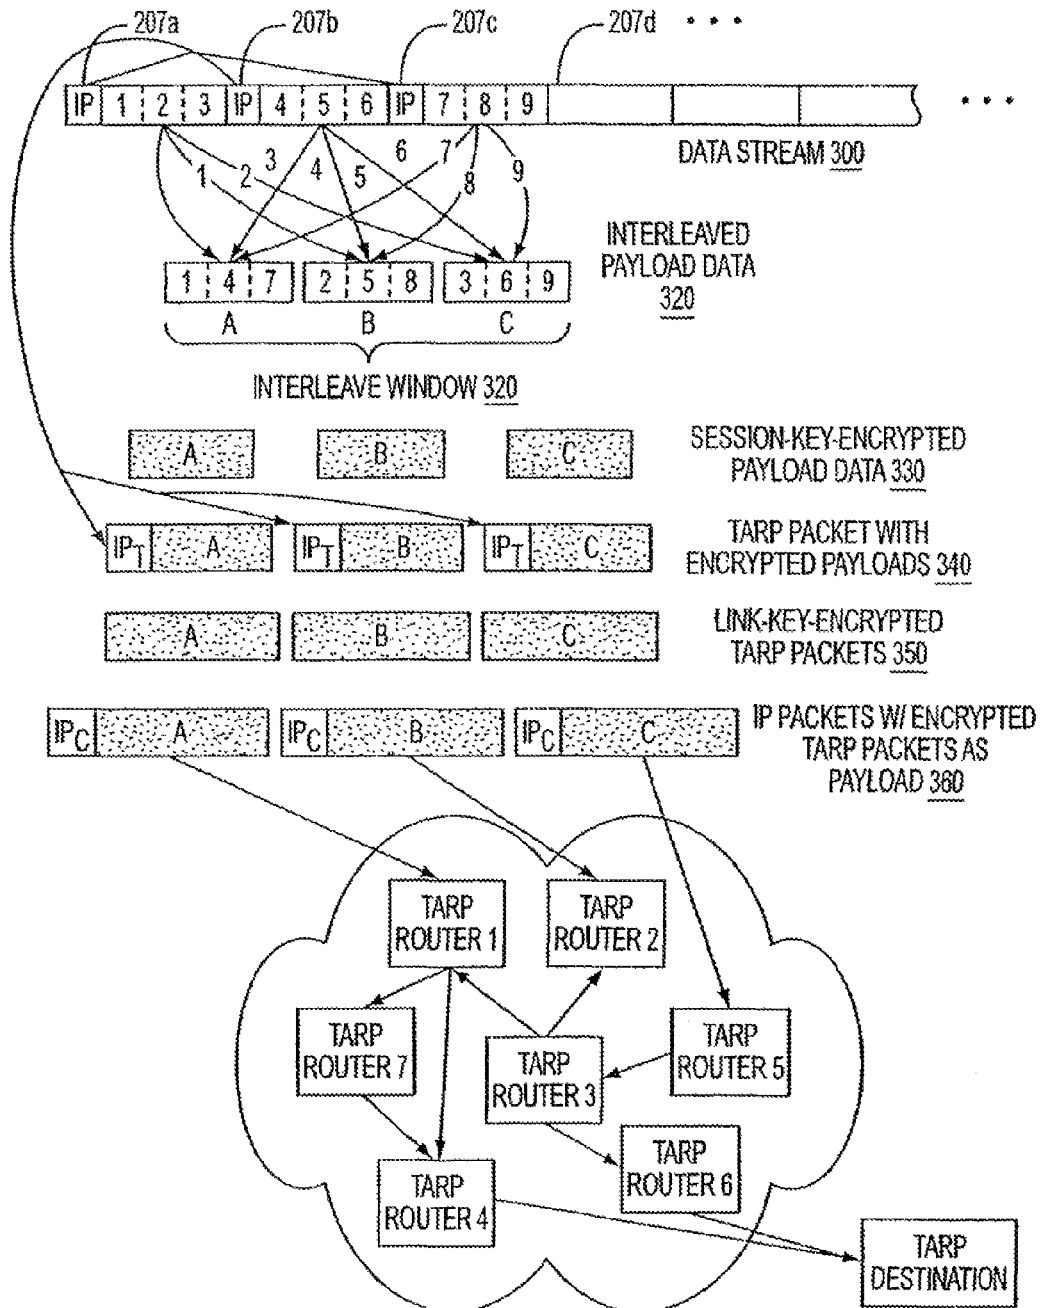 207a 207b 207c 207d • • •
IP 1 2 3 IP 4 5 6 IP 7 8 9 • • •
DATA STREAM 300
1 2 3 4 5 6 7 8 9
INTERLEAVED
PAYLOAD DATA
320
1 4 7 2 5 8 3 6 9
A B C
INTERLEAVE WINDOW 320
A B C
SESSION-KEY-ENCRYPTED
PAYLOAD DATA 330
IPT A IPT B IPT C
TARP PACKET WITH
ENCRYPTED PAYLOADS 340
A B C
LINK-KEY-ENCRYPTED
TARP PACKETS 350
IPC A IPC B IPC C
IP PACKETS W/ ENCRYPTED
TARP PACKETS AS
PAYLOAD 360
TARP
ROUTER 1
TARP
ROUTER 2
TARP
ROUTER 7
TARP
ROUTER 3
TARP
ROUTER 5
TARP
ROUTER 4
TARP
ROUTER 6
TARP
DESTINATION